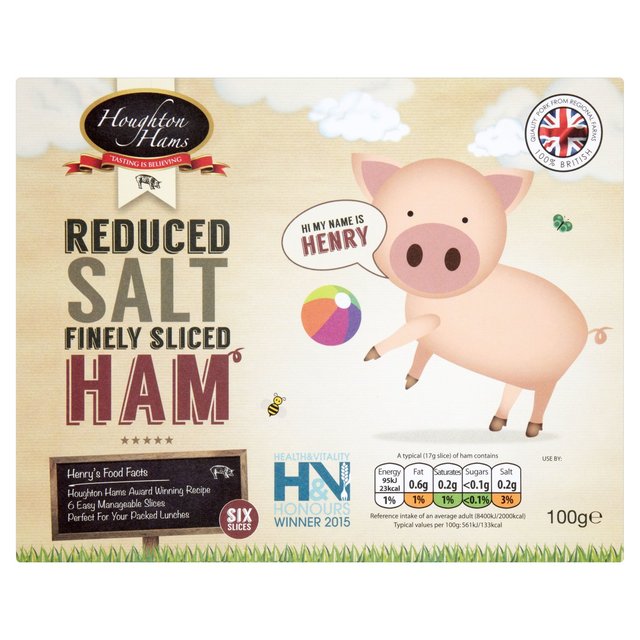 Houghton
Hams
TASTING IS BELIEVING
REDUCED
SALT
FINELY SLICED
HAM
Henry's Food Facts
Houghton Hams Award Winning Recipe
6 Easy Manageable Slices
Perfect For Your Packed Lunches
SIX
SLICES
HI MY NAME IS
HENRY
QUALITY PORK FROM REGIONAL FARMS
100% BRITISH
HEALTH&VITALITY
H&V
HONOURS
WINNER 2015
A typical (17g slice) of ham contains
Energy Fat Saturates Sugars Salt
95kJ
23kcal 0.6g 0.2g <0.1g 0.2g
1% 1% 1% <0.1% 3%
Reference intake of an average adult (8400kJ/2000kcal)
Typical values per 100g: 561kJ/133kcal
USE BY:
100g℮